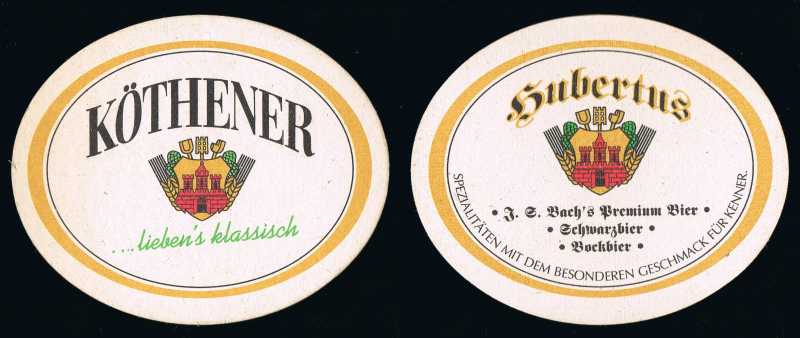 KÖTHENER
...lieben's klassisch
Hubertus
• J. S. Bach's Premium Bier •
• Schwarzbier •
• Bockbier •
SPEZIALITÄTEN MIT DEM BESONDEREN GESCHMACK FÜR KENNER.